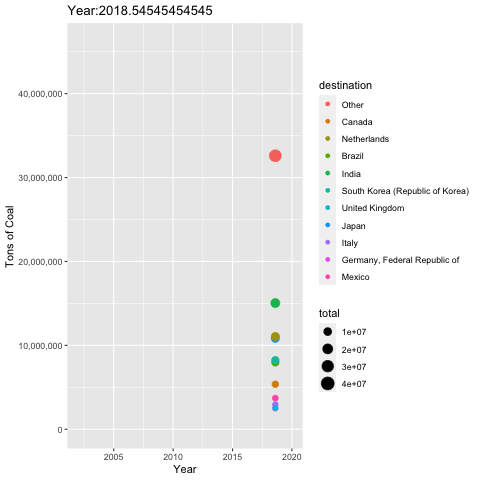 Year:2018.54545454545
Tons of Coal
40,000,000
30,000,000
20,000,000
10,000,000
0
2005
2010
2015
2020
Year
destination
Other
Canada
Netherlands
Brazil
India
South Korea (Republic of Korea)
United Kingdom
Japan
Italy
Germany, Federal Republic of
Mexico
total
1e+07
2e+07
3e+07
4e+07